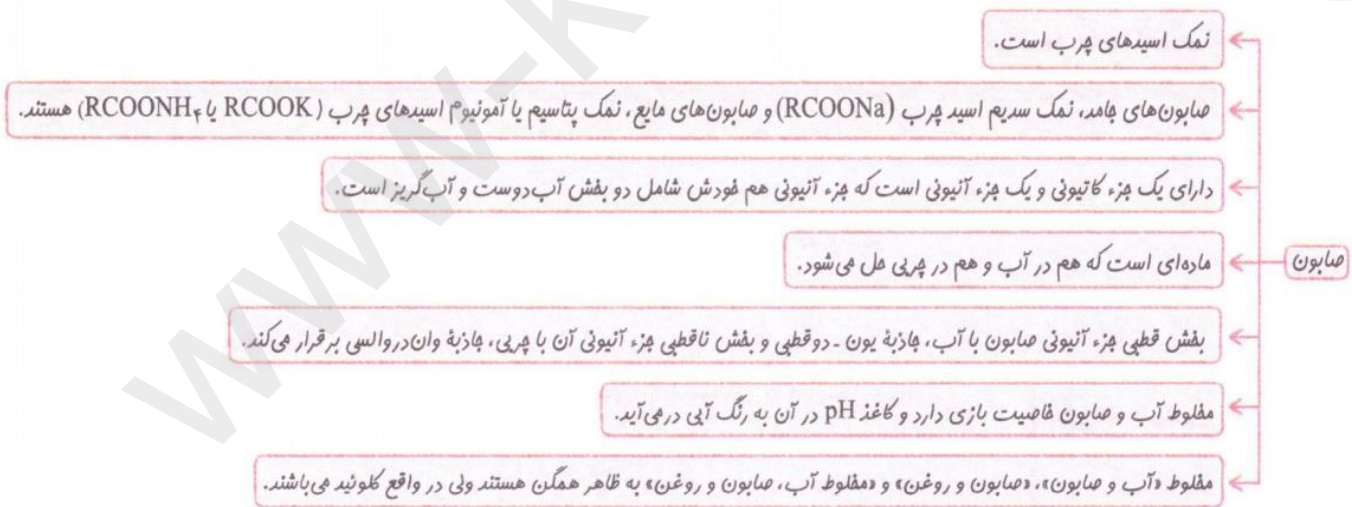 صابون
نمک اسیدهای چرب است.
صابون‌های جامد، نمک سدیم اسید چرب (RCOONa) و صابون‌های مایع، نمک پتاسیم یا آمونیوم اسیدهای چرب (RCOOK یا RCOONH₄) هستند.
دارای یک جزء کاتیونی و یک جزء آنیونی است که جزء آنیونی هم خودش شامل دو بخش آب‌دوست و آب‌گریز است.
ماده‌ای است که هم در آب و هم در چربی حل می‌شود.
بخش قطبی جزء آنیونی صابون با آب، جاذبهٔ یون ـ دوقطبی و بخش ناقطبی جزء آنیونی آن با چربی، جاذبهٔ وان‌دروالسی برقرار می‌کند.
مخلوط آب و صابون خاصیت بازی دارد و کاغذ pH در آن به رنگ آبی درمی‌آید.
مخلوط «آب و صابون»، «صابون و روغن» و «مخلوط آب، صابون و روغن» به ظاهر همگن هستند ولی در واقع کلوئید می‌باشند.